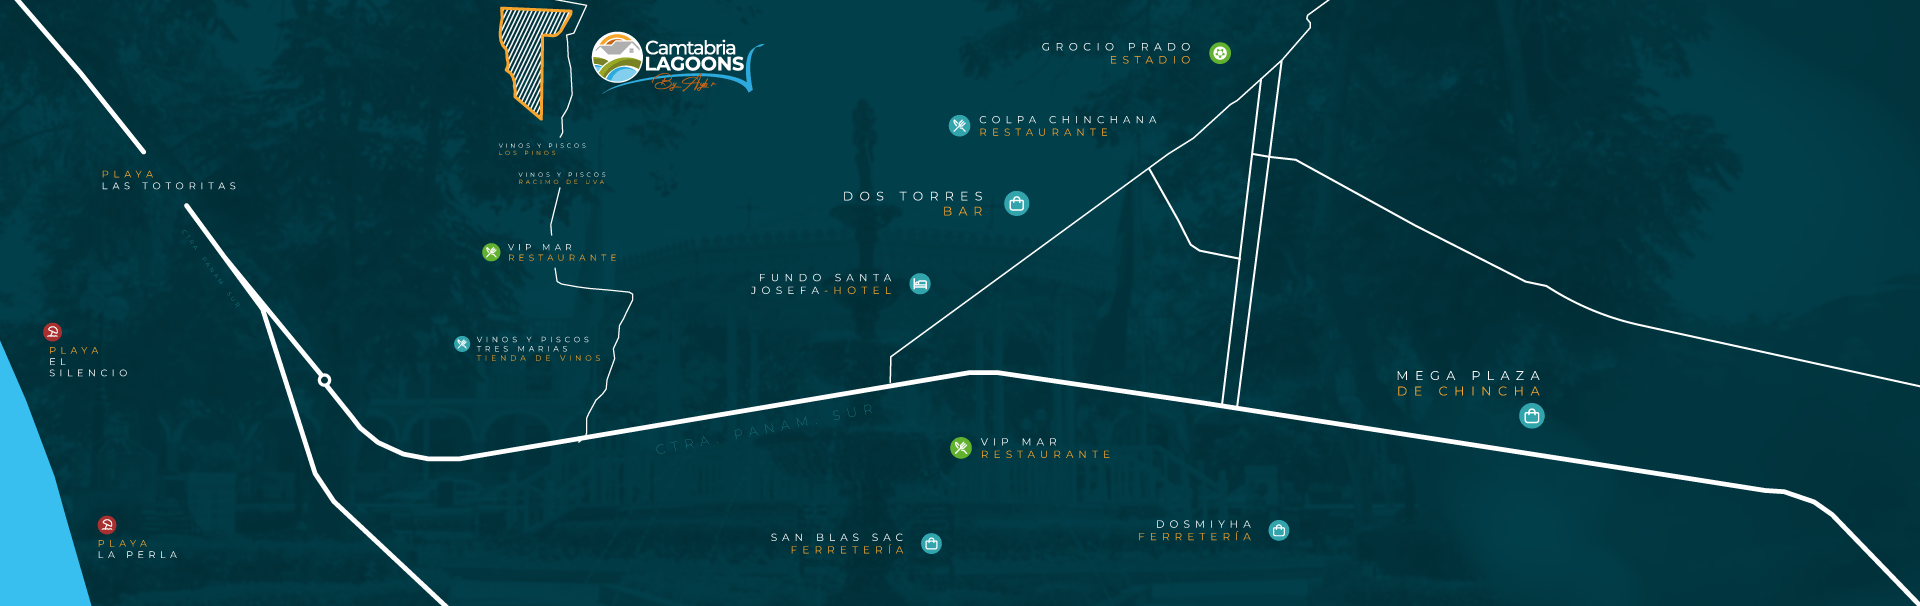 Camtabria
LAGOONS
By Aybar
GROCIO PRADO
ESTADIO
COLPA CHINCHANA
RESTAURANTE
VINOS Y PISCOS
LOS PINOS
VINOS Y PISCOS
RACIMO DE UVA
PLAYA
LAS TOTORITAS
DOS TORRES
BAR
CTRA. PANAM. SUR
VIP MAR
RESTAURANTE
FUNDO SANTA
JOSEFA-HOTEL
PLAYA
EL
SILENCIO
VINOS Y PISCOS
TRES MARIAS
TIENDA DE VINOS
MEGA PLAZA
DE CHINCHA
CTRA. PANAM. SUR
VIP MAR
RESTAURANTE
PLAYA
LA PERLA
SAN BLAS SAC
FERRETERÍA
DOSMIYHA
FERRETERÍA